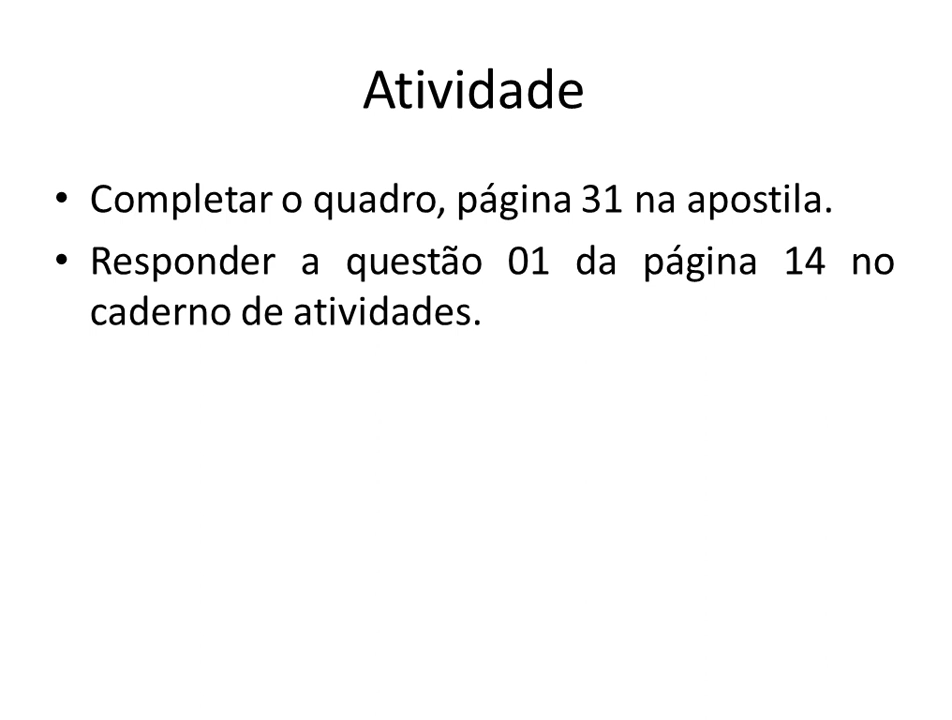 Atividade
• Completar o quadro, página 31 na apostila.
• Responder a questão 01 da página 14 no
caderno de atividades.